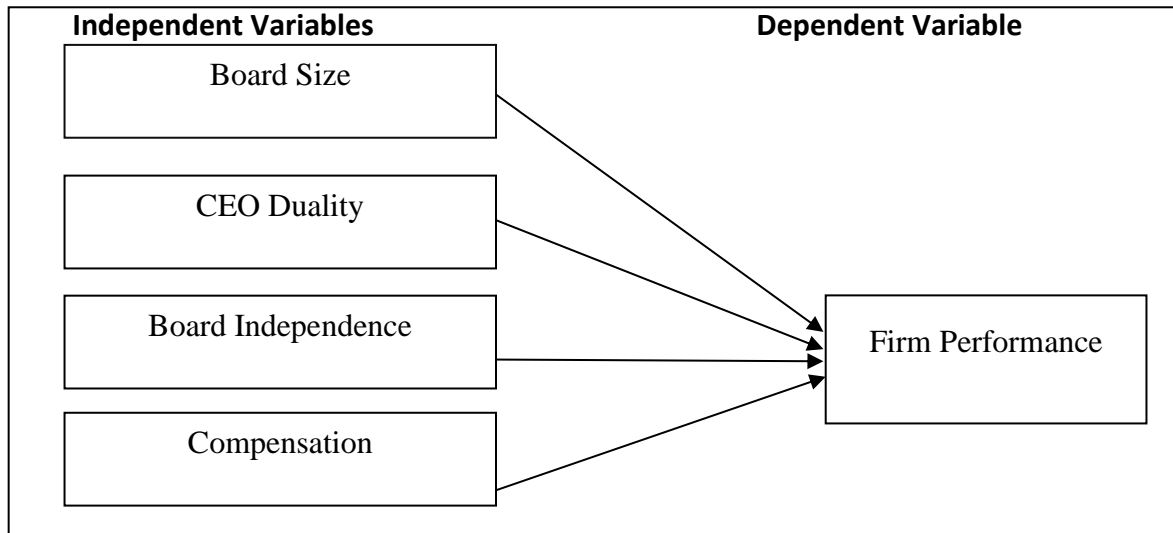 Independent Variables
Dependent Variable
Board Size
CEO Duality
Board Independence
Firm Performance
Compensation